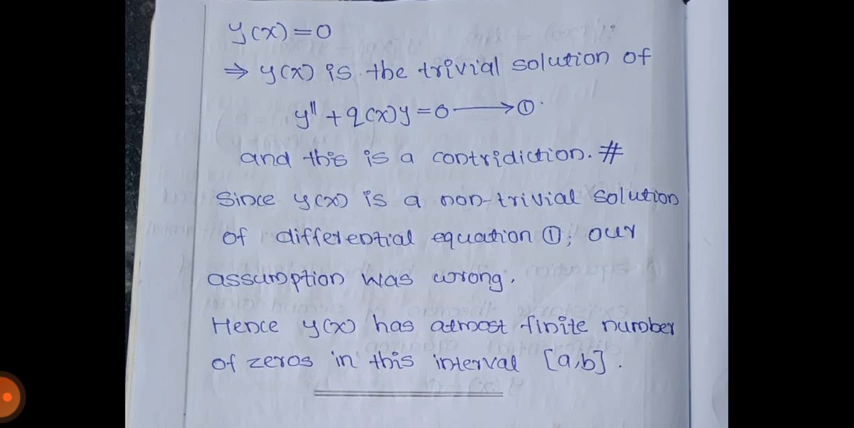 y(x) = 0
⇒ y(x) is the trivial solution of
y'' + q(x)y = 0 ⟶ ①
and this is a contridiction. #
Since y(x) is a non-trivial solution
of differential equation ①; our
assumption was wrong.
Hence y(x) has atmost finite number
of zeros in this interval [a,b].